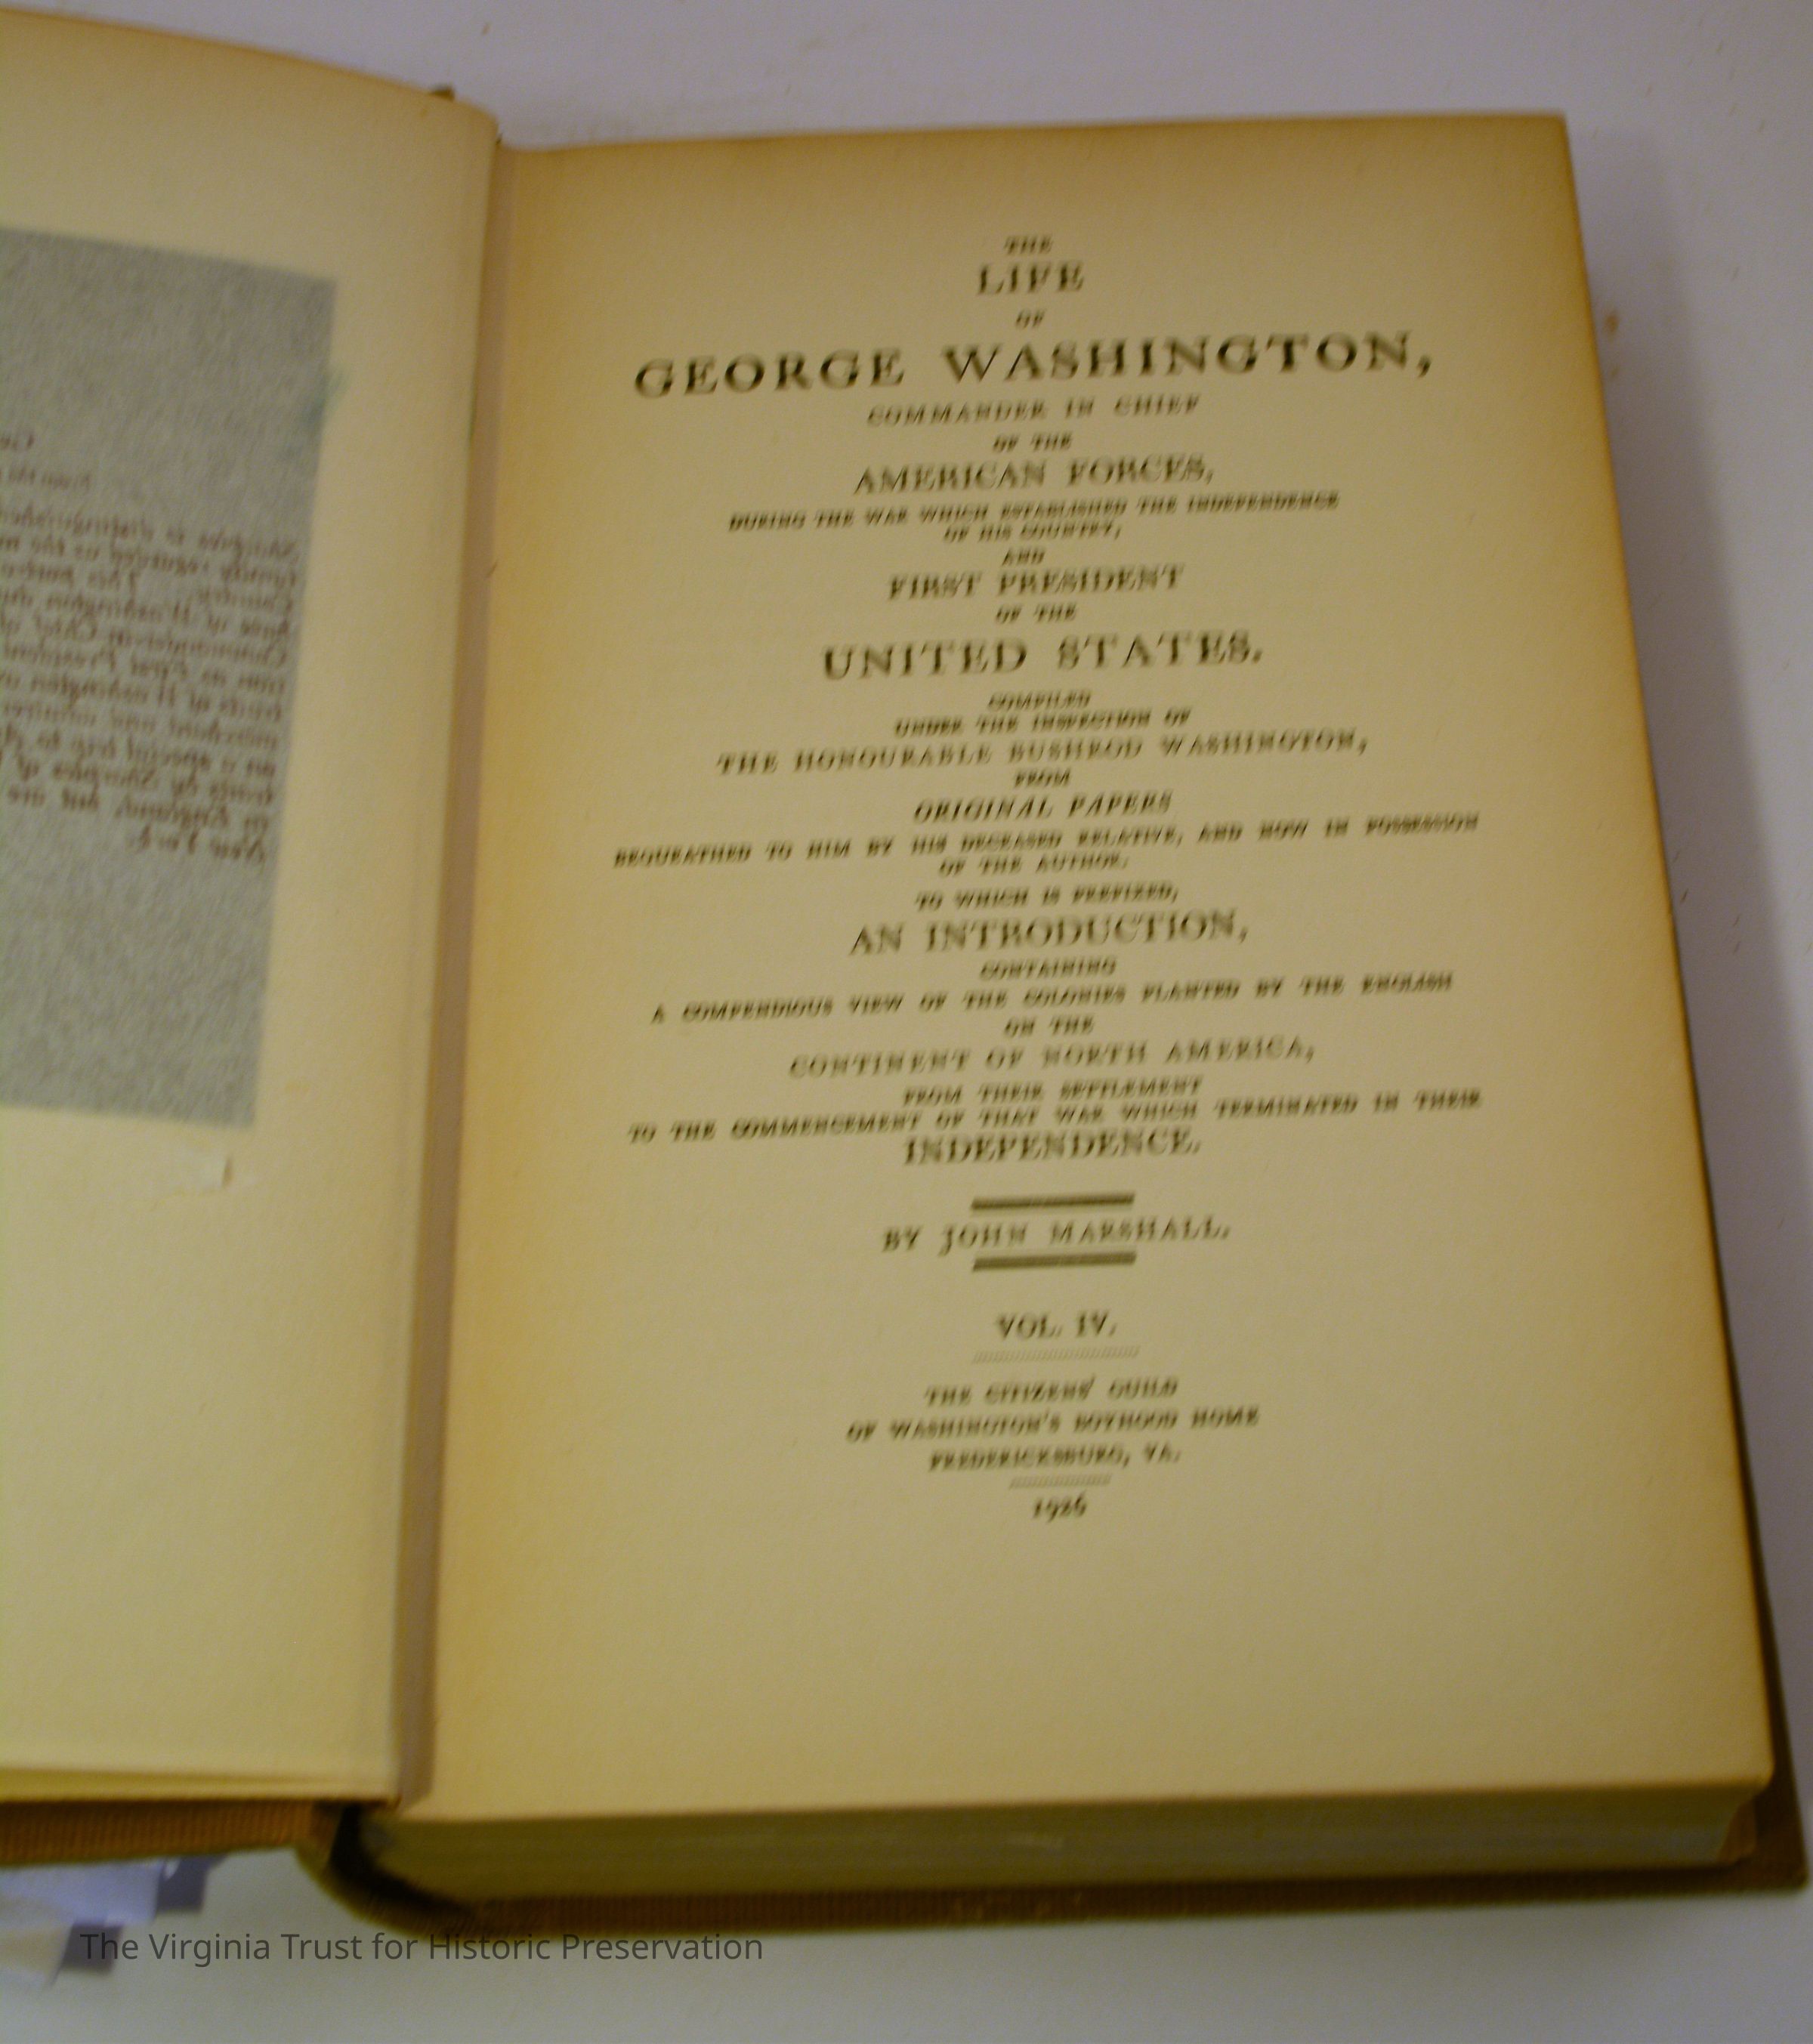 THE
LIFE
OF
GEORGE WASHINGTON,
COMMANDER IN CHIEF
OF THE
AMERICAN FORCES,
DURING THE WAR WHICH ESTABLISHED THE INDEPENDENCE
OF HIS COUNTRY,
AND
FIRST PRESIDENT
OF THE
UNITED STATES.
COMPILED
UNDER THE INSPECTION OF
THE HONOURABLE BUSHROD WASHINGTON,
FROM
ORIGINAL PAPERS
BEQUEATHED TO HIM BY HIS DECEASED RELATIVE, AND NOW IN POSSESSION
OF THE AUTHOR.
TO WHICH IS PREFIXED,
AN INTRODUCTION,
CONTAINING
A COMPENDIOUS VIEW OF THE COLONIES PLANTED BY THE ENGLISH
ON THE
CONTINENT OF NORTH AMERICA,
FROM THEIR SETTLEMENT
TO THE COMMENCEMENT OF THAT WAR WHICH TERMINATED IN THEIR
INDEPENDENCE.
BY JOHN MARSHALL.
VOL. IV.
THE CITIZENS' GUILD
OF WASHINGTON'S BOYHOOD HOME
FREDERICKSBURG, VA.
1926
The Virginia Trust for Historic Preservation